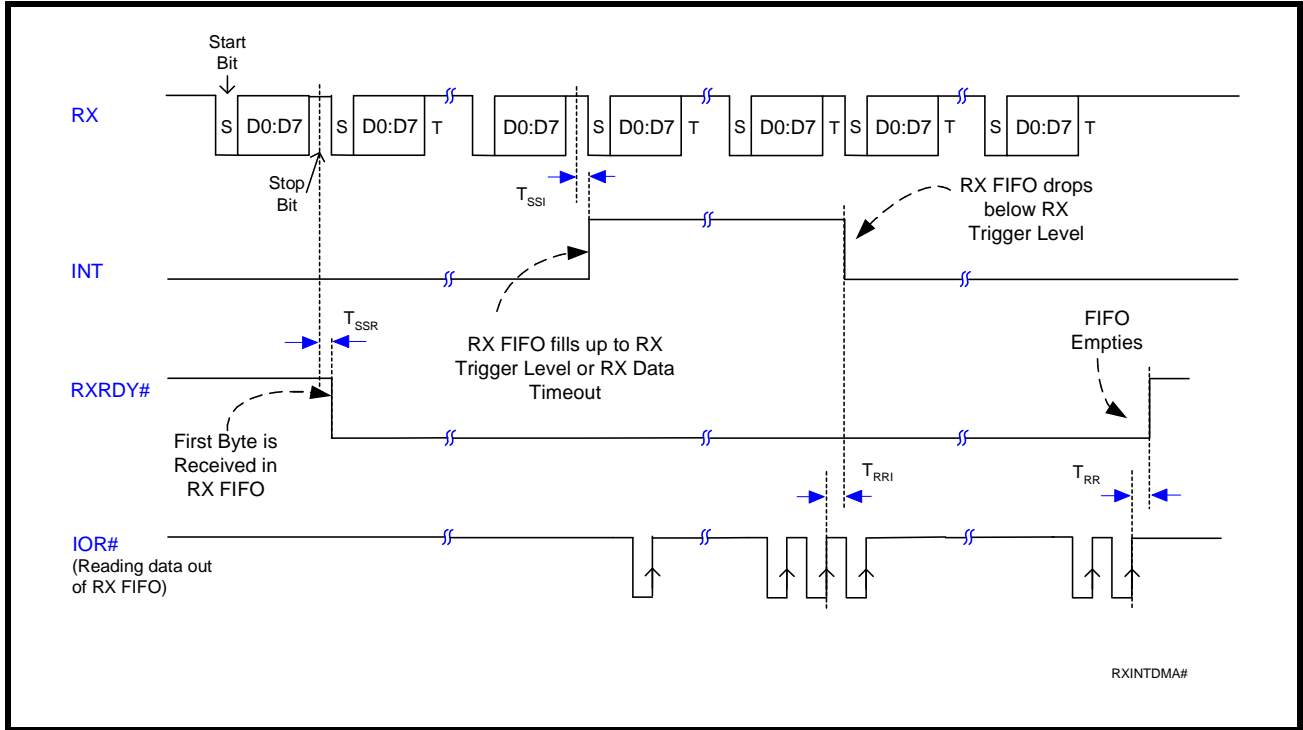 Start
Bit
RX
S D0:D7 S D0:D7 T D0:D7 S D0:D7 T S D0:D7 T S D0:D7 T S D0:D7 T
Stop
Bit
TSSI
RX FIFO drops
below RX
Trigger Level
INT
TSSR
RX FIFO fills up to RX
Trigger Level or RX Data
Timeout
FIFO
Empties
RXRDY#
First Byte is
Received in
RX FIFO
TRRI
TRR
IOR#
(Reading data out
of RX FIFO)
RXINTDMA#